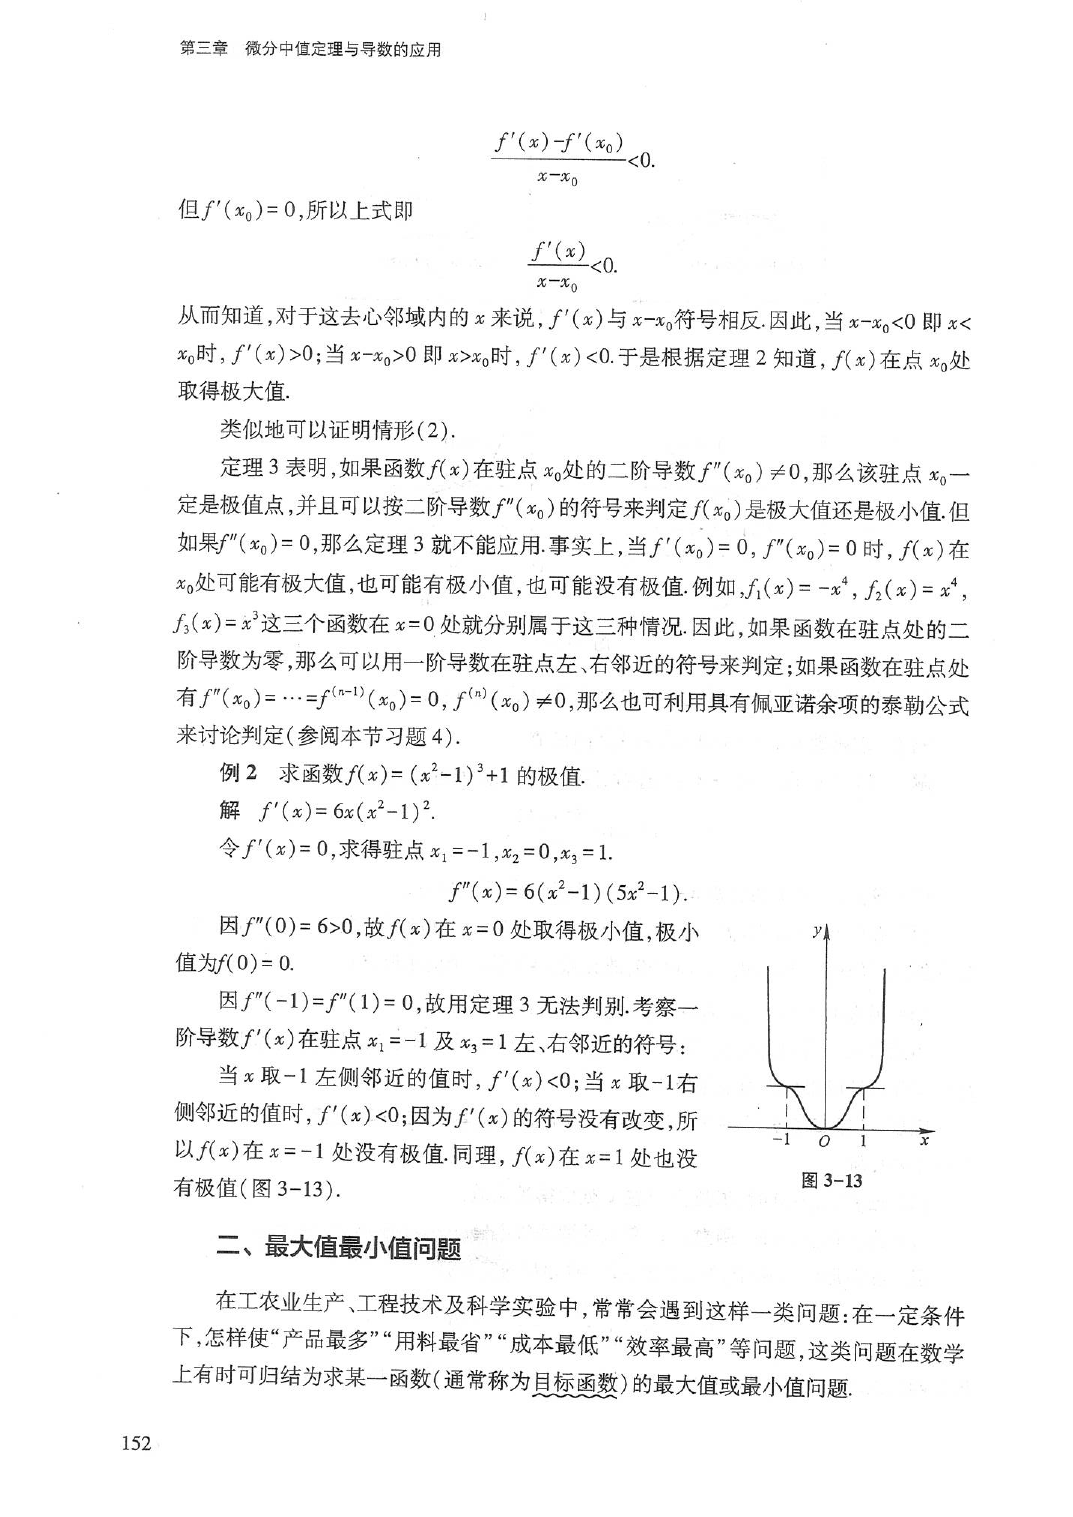 第三章 微分中值定理与导数的应用
f′(x)-f′(x₀)
x-x₀
<0.
但f′(x₀)=0,所以上式即
f′(x)
x-x₀
<0.
从而知道,对于这去心邻域内的x来说,f′(x)与x-x₀符号相反.因此,当x-x₀<0即x<
x₀时,f′(x)>0;当x-x₀>0即x>x₀时,f′(x)<0.于是根据定理2知道,f(x)在点x₀处
取得极大值.
类似地可以证明情形(2).
定理3表明,如果函数f(x)在驻点x₀处的二阶导数f″(x₀)≠0,那么该驻点x₀一
定是极值点,并且可以按二阶导数f″(x₀)的符号来判定f(x₀)是极大值还是极小值.但
如果f″(x₀)=0,那么定理3就不能应用.事实上,当f′(x₀)=0,f″(x₀)=0时,f(x)在
x₀处可能有极大值,也可能有极小值,也可能没有极值.例如,f₁(x)=-x⁴,f₂(x)=x⁴,
f₃(x)=x³这三个函数在x=0处就分别属于这三种情况.因此,如果函数在驻点处的二
阶导数为零,那么可以用一阶导数在驻点左、右邻近的符号来判定;如果函数在驻点处
有f″(x₀)=⋯=f⁽ⁿ⁻¹⁾(x₀)=0,f⁽ⁿ⁾(x₀)≠0,那么也可利用具有佩亚诺余项的泰勒公式
来讨论判定(参阅本节习题4).
例2 求函数f(x)=(x²-1)³+1的极值.
解 f′(x)=6x(x²-1)².
令f′(x)=0,求得驻点x₁=-1,x₂=0,x₃=1.
f″(x)=6(x²-1)(5x²-1).
因f″(0)=6>0,故f(x)在x=0处取得极小值,极小
值为f(0)=0.
因f″(-1)=f″(1)=0,故用定理3无法判别.考察一
阶导数f′(x)在驻点x₁=-1及x₃=1左、右邻近的符号:
当x取-1左侧邻近的值时,f′(x)<0;当x取-1右
侧邻近的值时,f′(x)<0;因为f′(x)的符号没有改变,所
以f(x)在x=-1处没有极值.同理,f(x)在x=1处也没
有极值(图3-13).
y
-1 O 1 x
图3-13
二、最大值最小值问题
在工农业生产、工程技术及科学实验中,常常会遇到这样一类问题:在一定条件
下,怎样使“产品最多”“用料最省”“成本最低”“效率最高”等问题,这类问题在数学
上有时可归结为求某一函数(通常称为目标函数)的最大值或最小值问题.
152